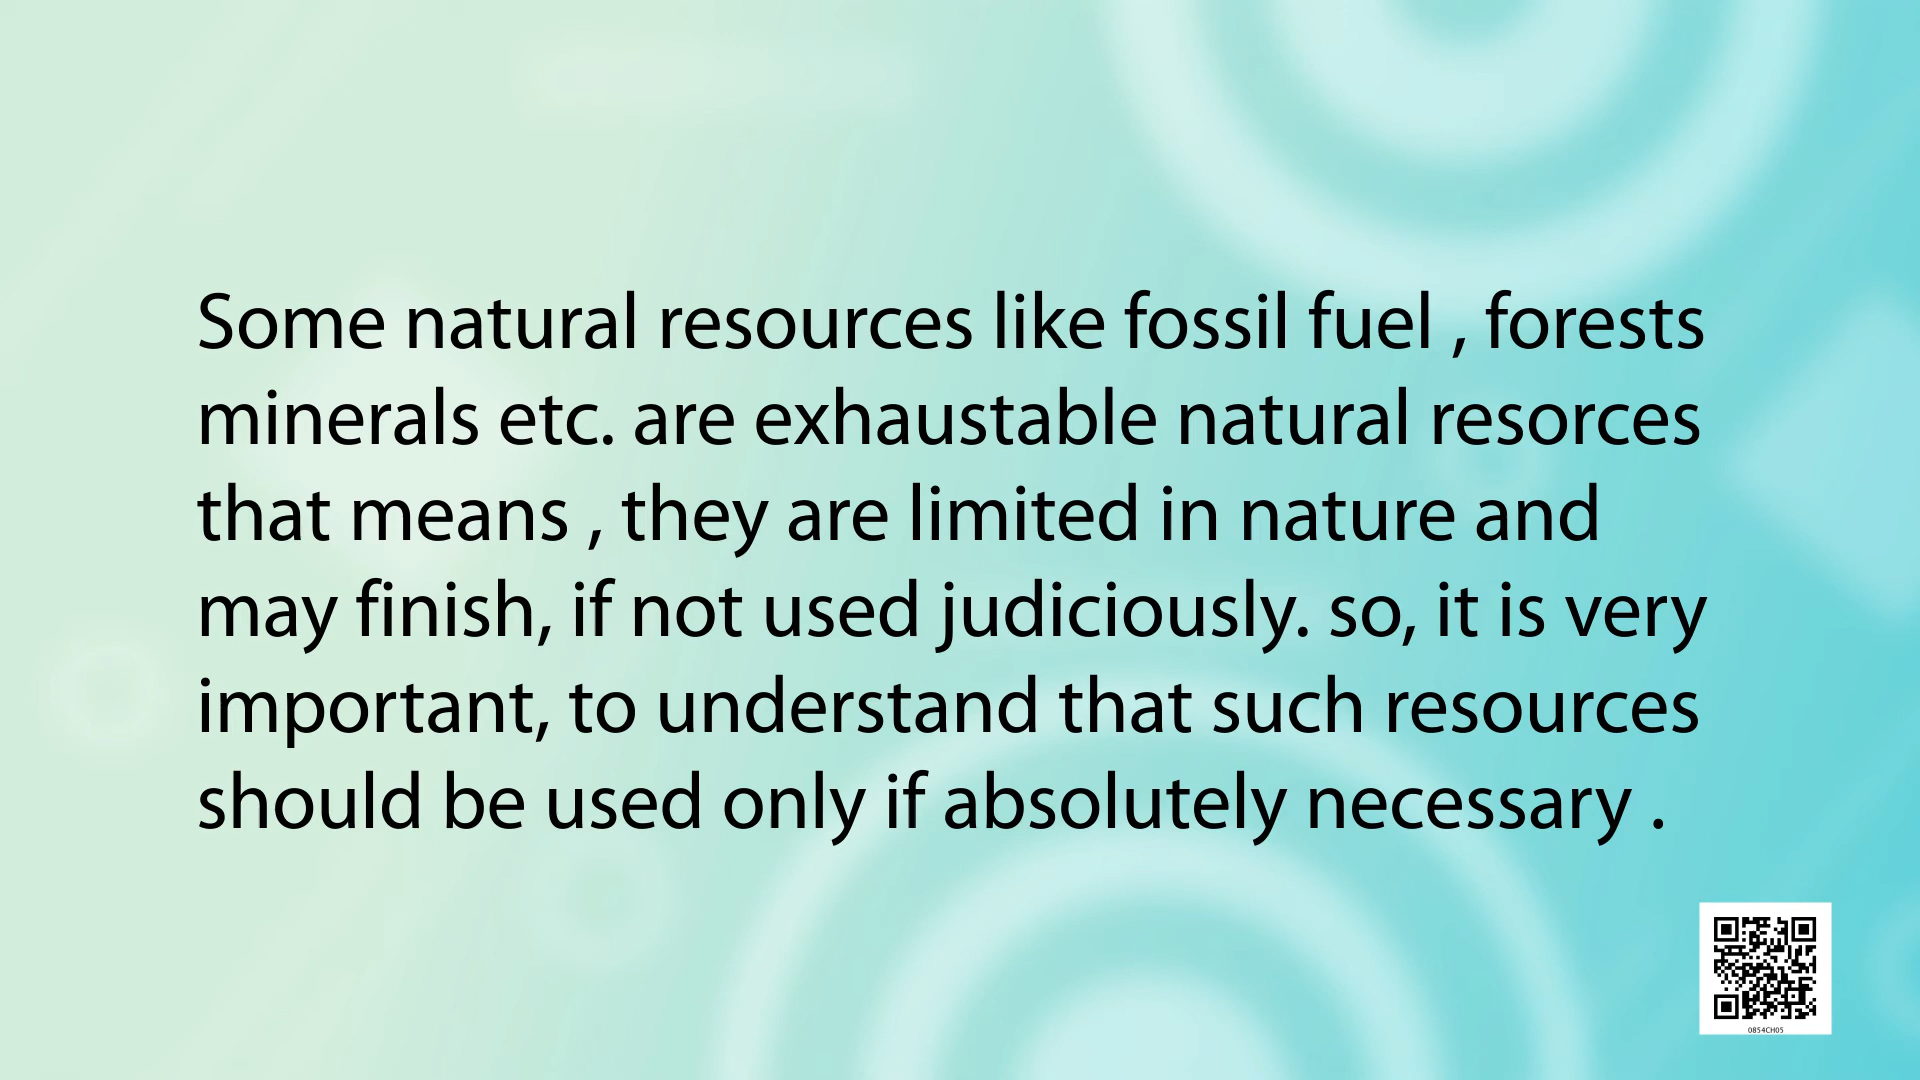 Some natural resources like fossil fuel , forests
minerals etc. are exhaustable natural resorces
that means , they are limited in nature and
may finish, if not used judiciously. so, it is very
important, to understand that such resources
should be used only if absolutely necessary .
0854CH05